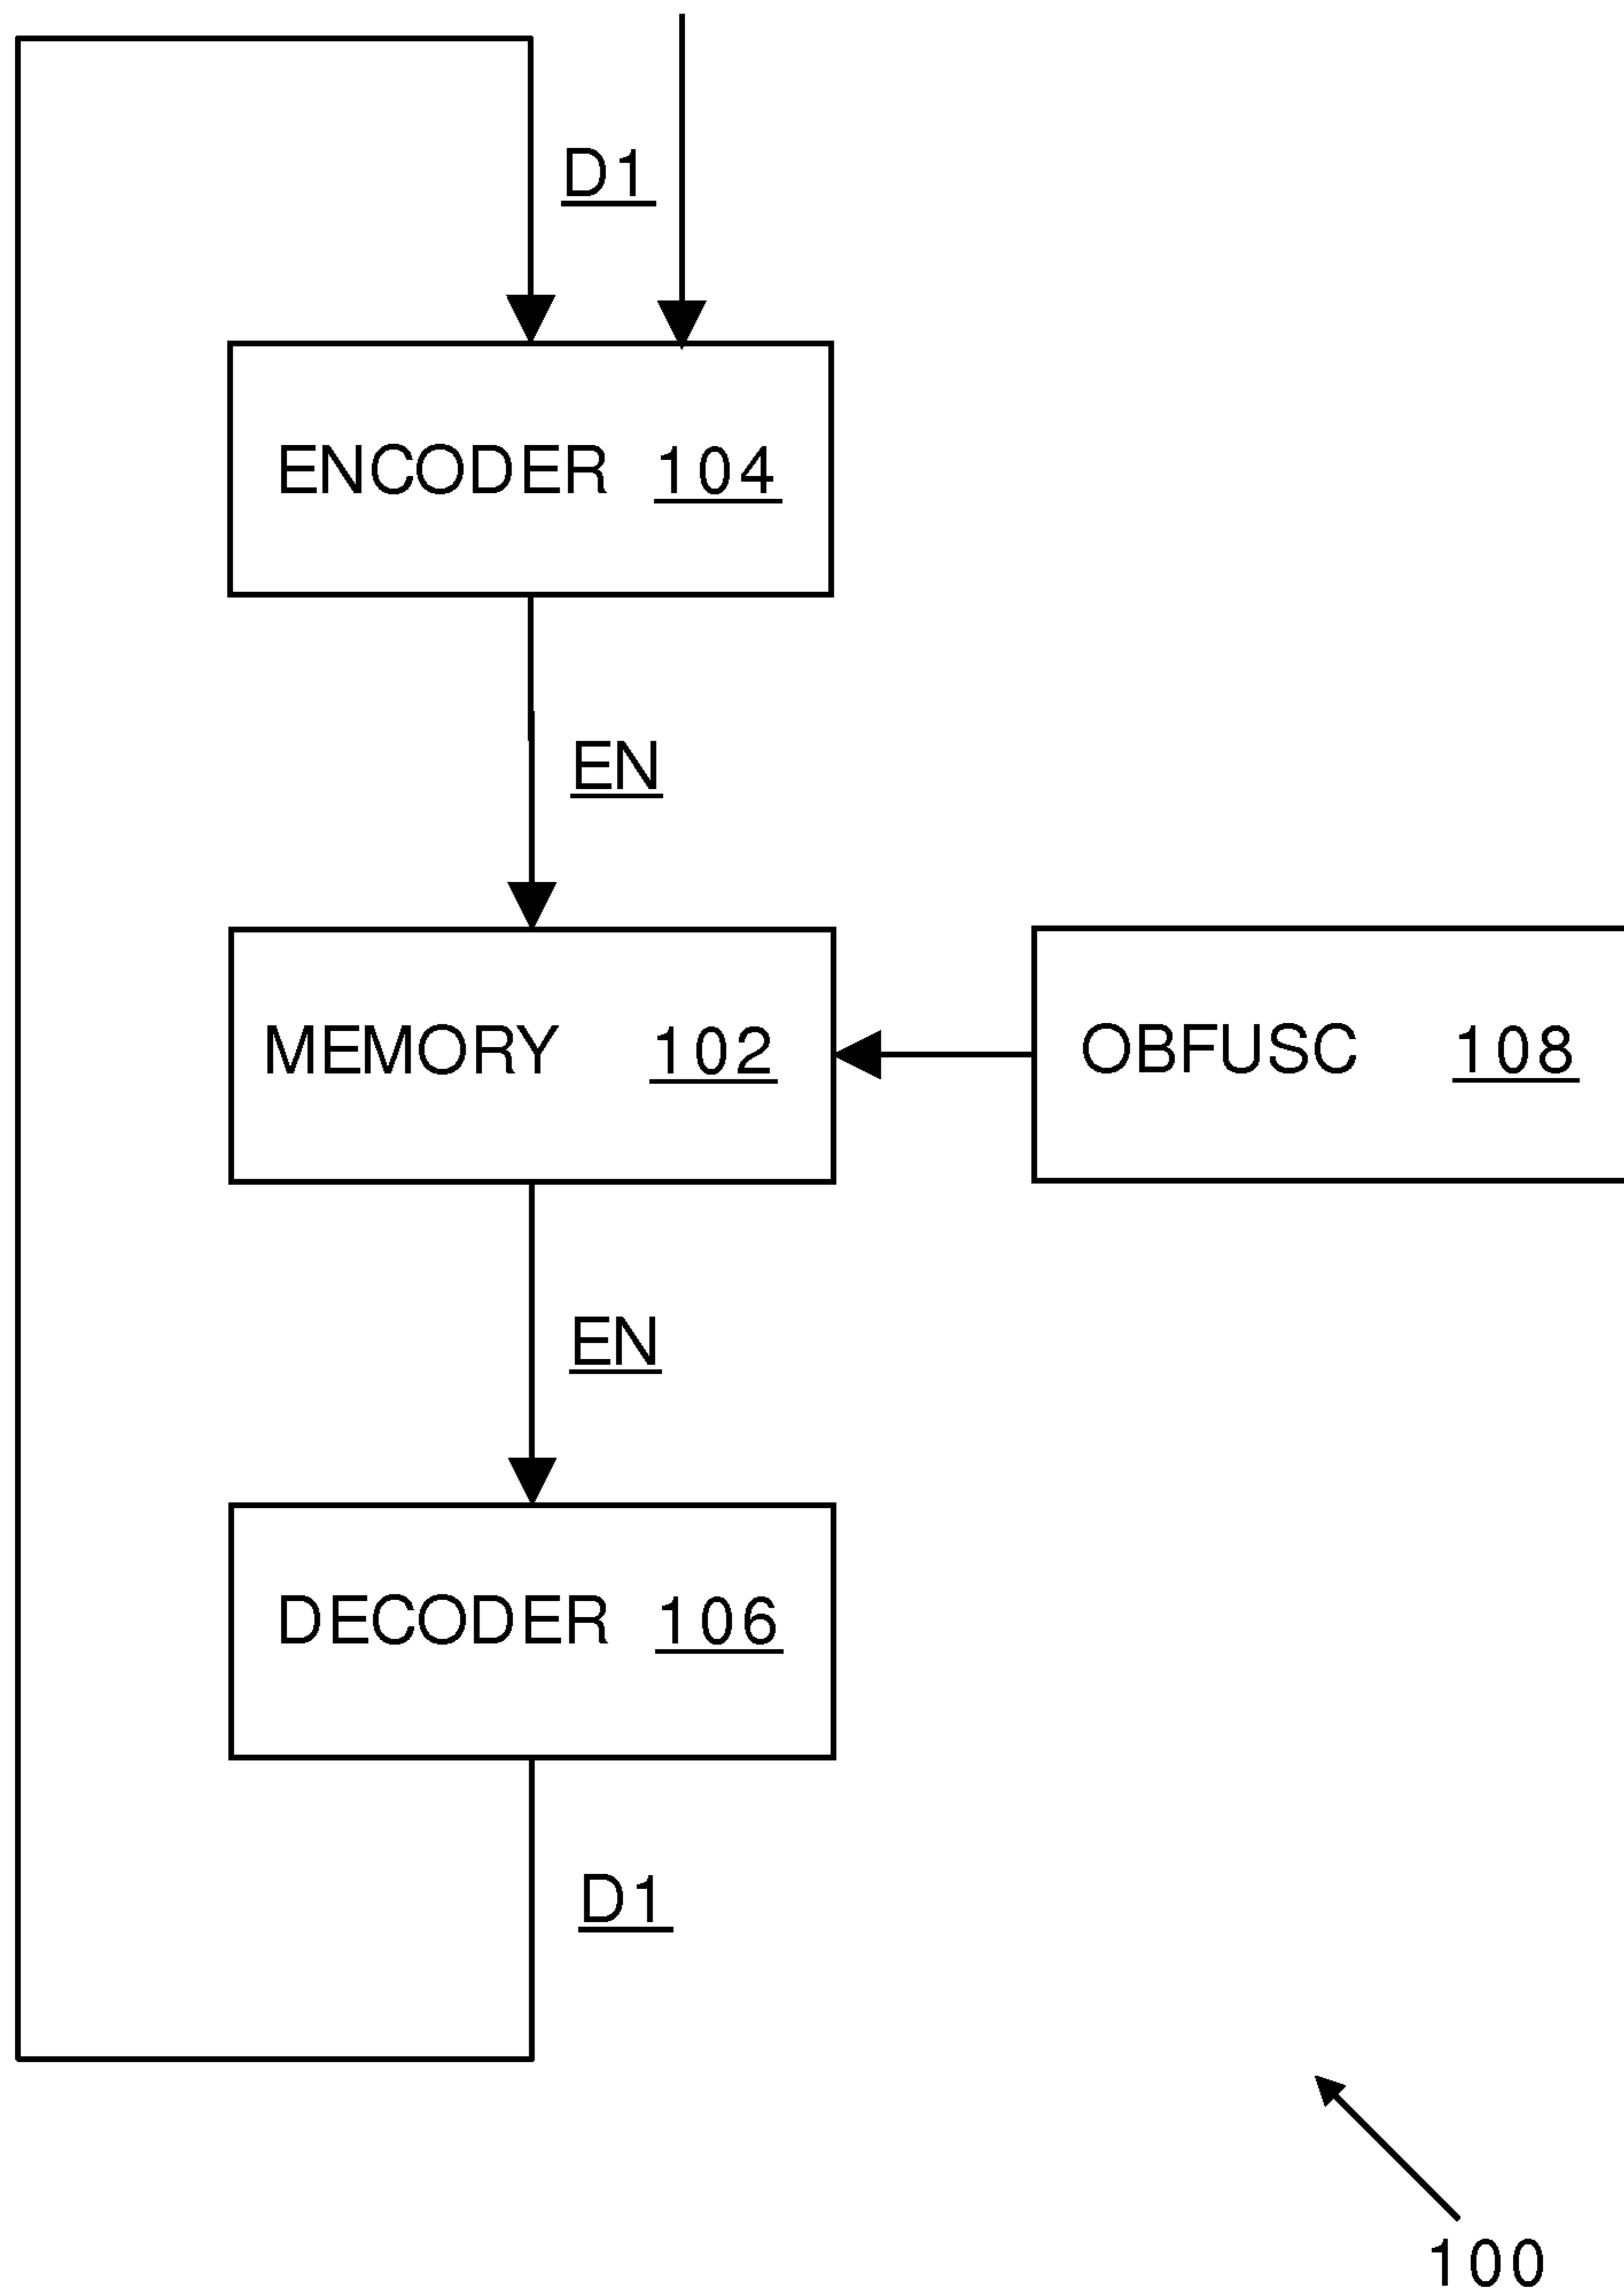 D1
ENCODER 104
EN
MEMORY 102
OBFUSC 108
EN
DECODER 106
D1
100